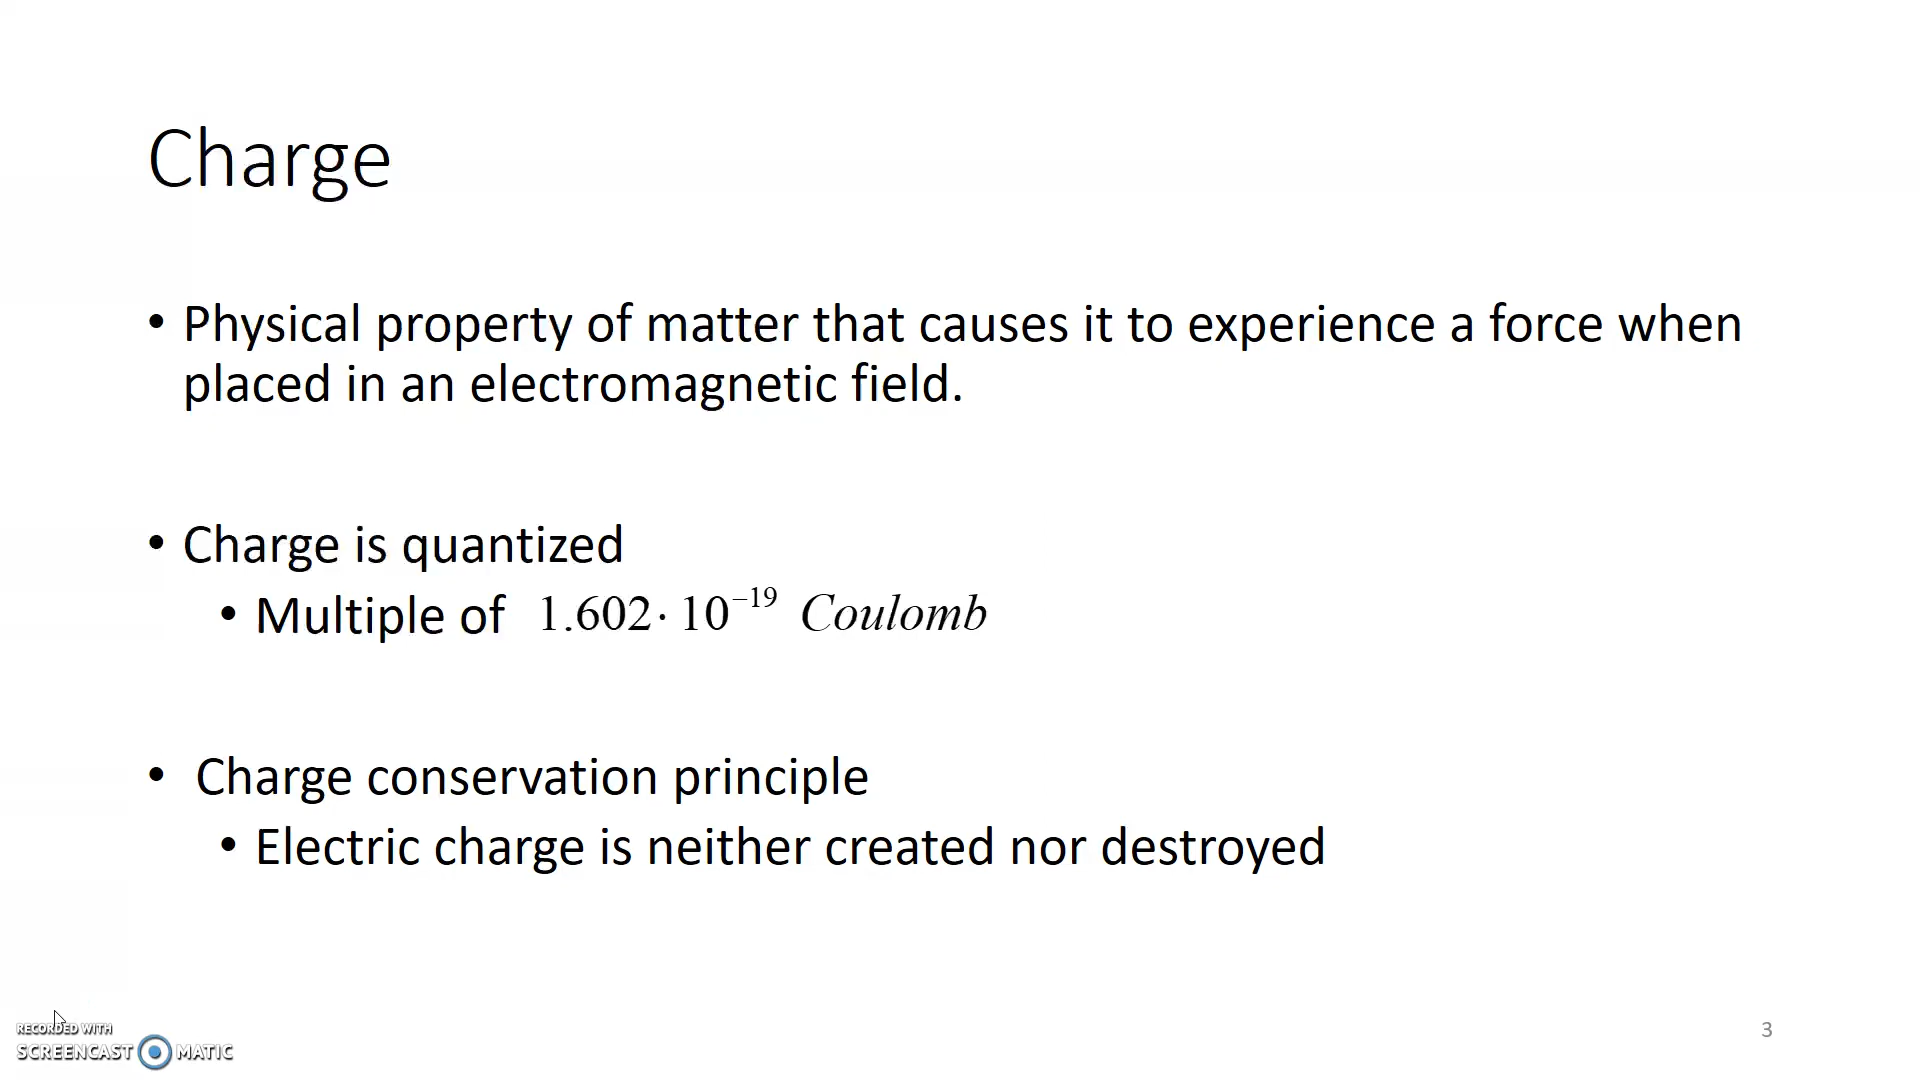 Charge
• Physical property of matter that causes it to experience a force when
placed in an electromagnetic field.
• Charge is quantized
• Multiple of 1.602· 10⁻¹⁹ Coulomb
• Charge conservation principle
• Electric charge is neither created nor destroyed
RECORDED WITH
SCREENCAST MATIC
3